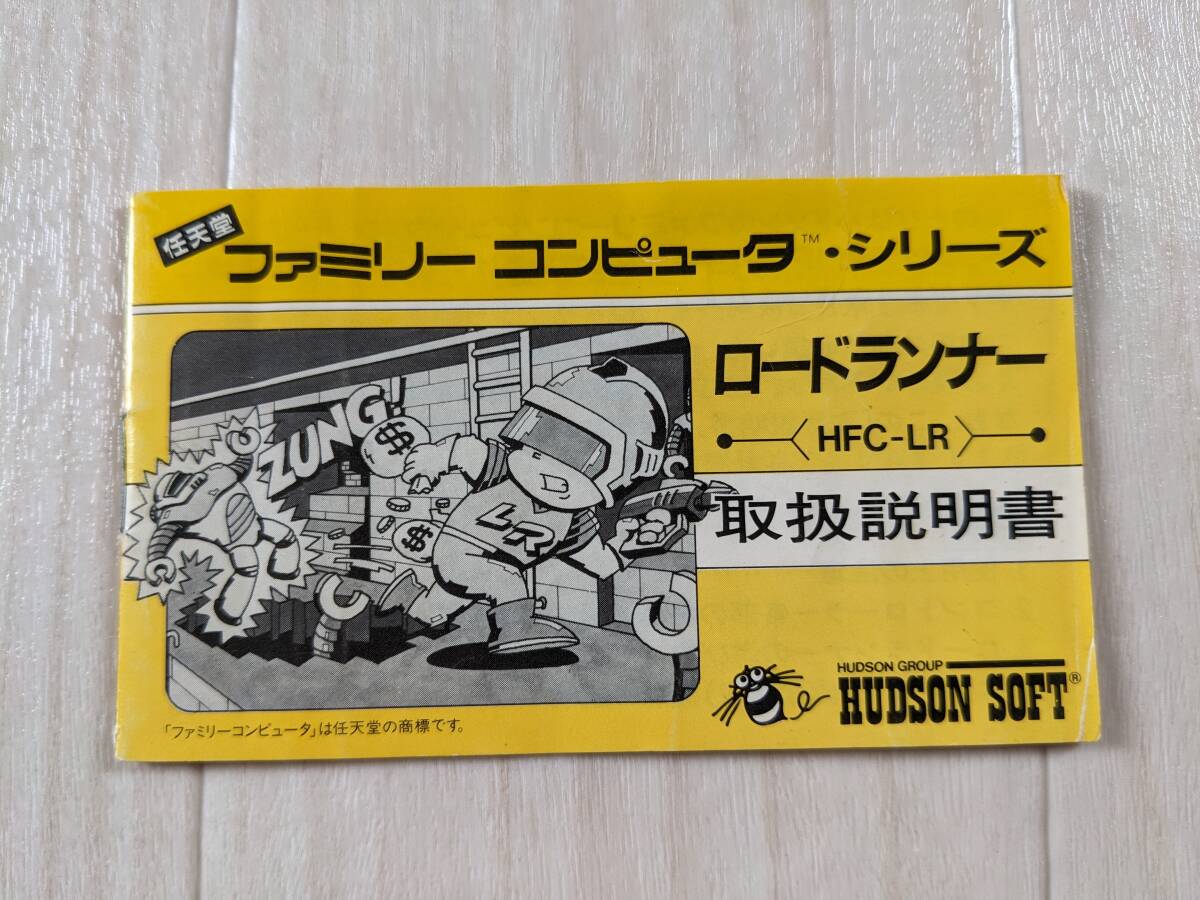 任天堂
ファミリー コンピュータ™・シリーズ
ロードランナー
HFC-LR
取扱説明書
ZUNG!
$
$
LR
HUDSON GROUP
HUDSON SOFT®
「ファミリーコンピュータ」は任天堂の商標です。